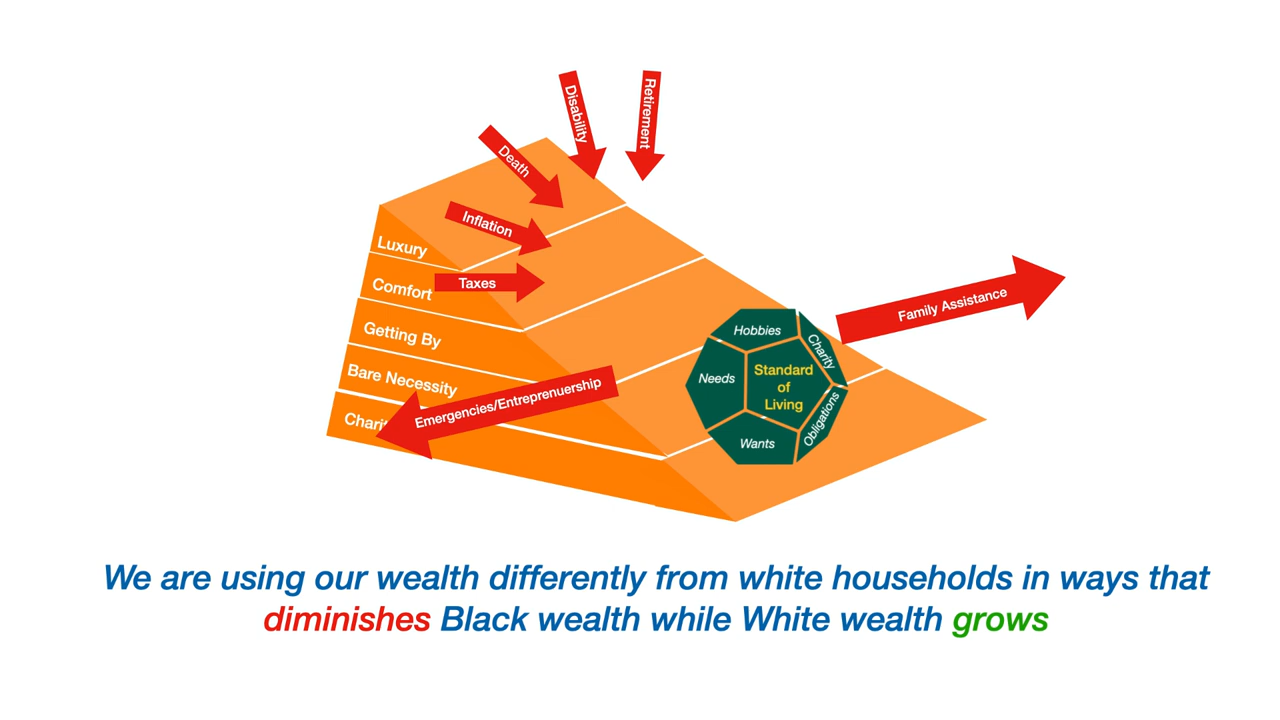 Disability
Retirement
Death
Inflation
Luxury
Taxes
Comfort
Family Assistance
Getting By
Hobbies
Charity
Bare Necessity
Needs
Standard
of
Living
Emergencies/Entreprenuership
Obligations
Wants
We are using our wealth differently from white households in ways that
diminishes Black wealth while White wealth grows